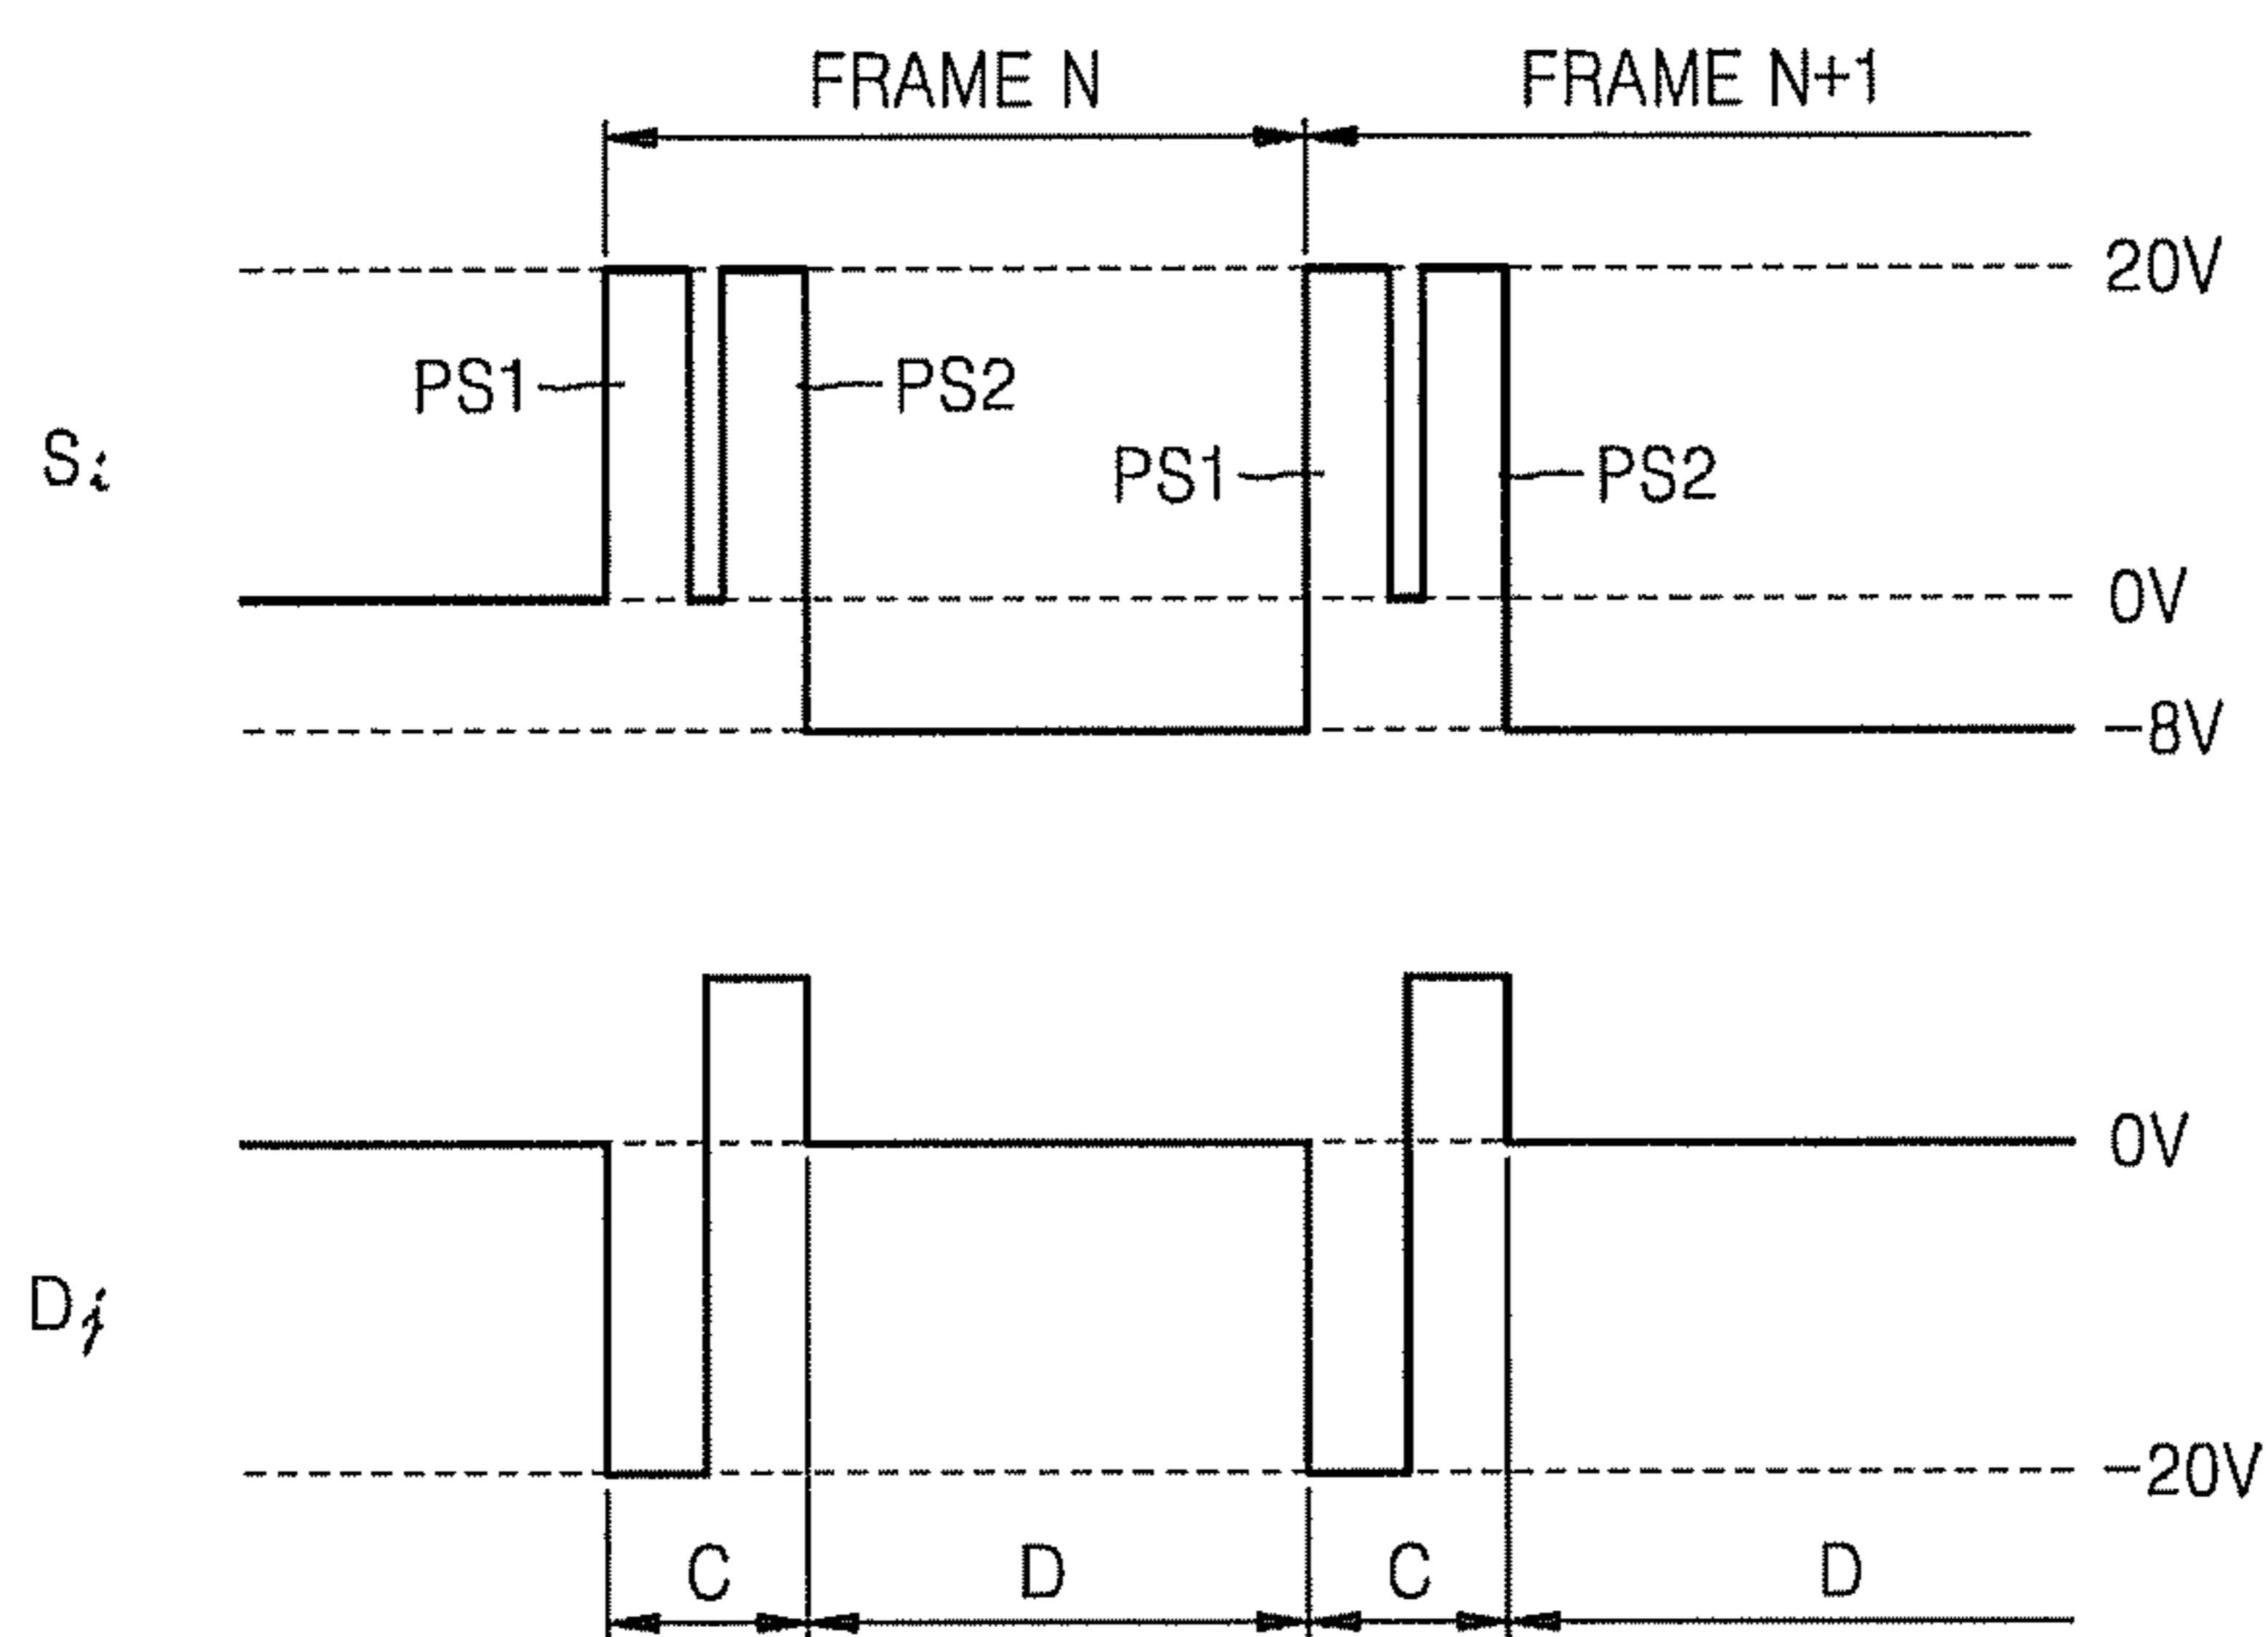 FRAME N
FRAME N+1
20V
PS1
PS2
Si
PS1
PS2
0V
-8V
0V
Dj
-20V
C
D
C
D